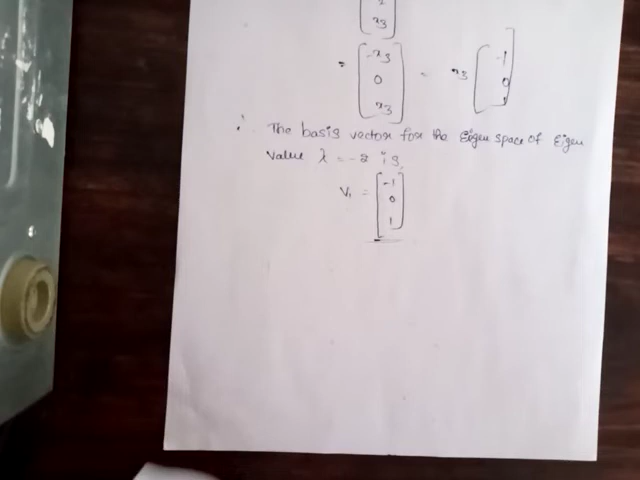 2
x3
= [-x3 0 x3] = x3 [-1 0 1]
∴ The basis vector for the Eigen space of Eigen
Value λ = -2 is,
V1 = [-1 0 1]